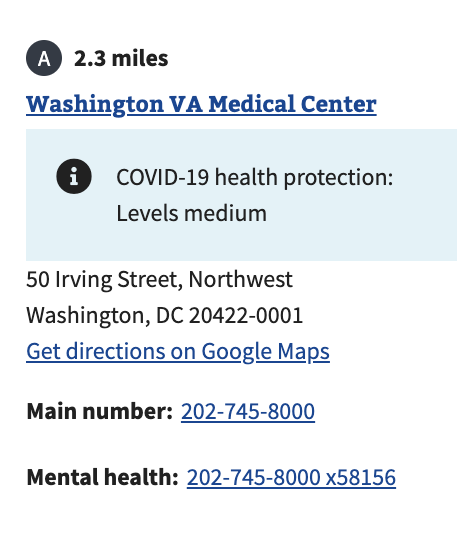 A 2.3 miles
Washington VA Medical Center
COVID-19 health protection:
Levels medium
50 Irving Street, Northwest
Washington, DC 20422-0001
Get directions on Google Maps
Main number: 202-745-8000
Mental health: 202-745-8000 x58156